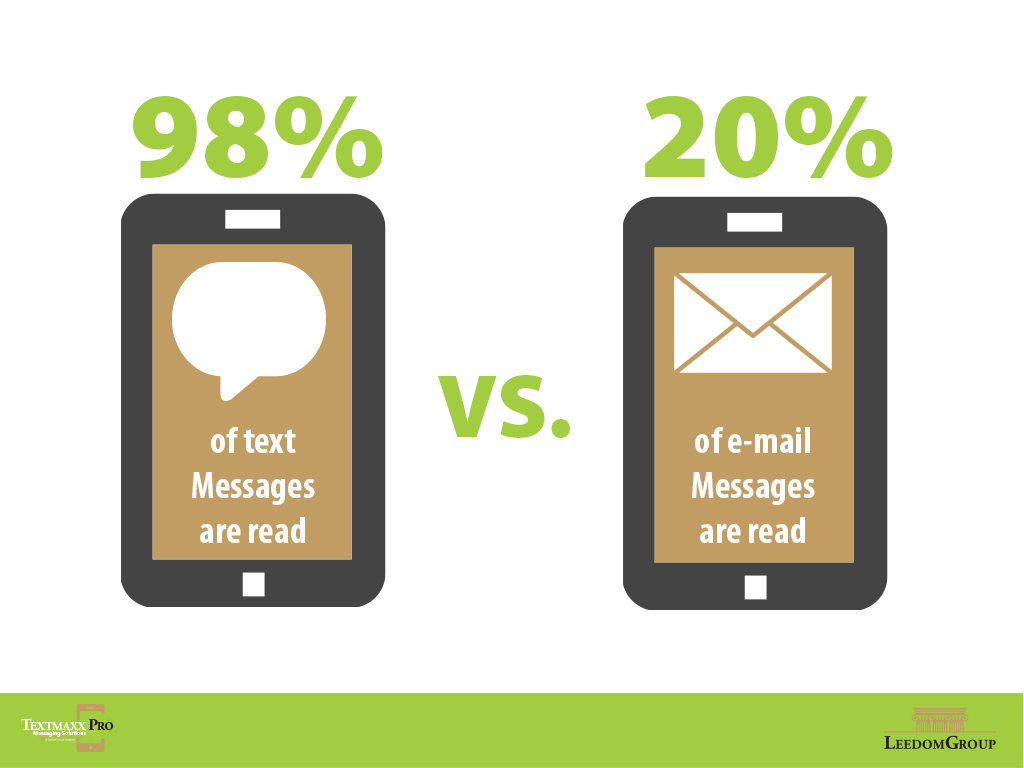 98%
20%
vs.
of text
Messages
are read
of e-mail
Messages
are read
TEXTMAXX PRO
Messaging Solutions
LEEDOMGROUP